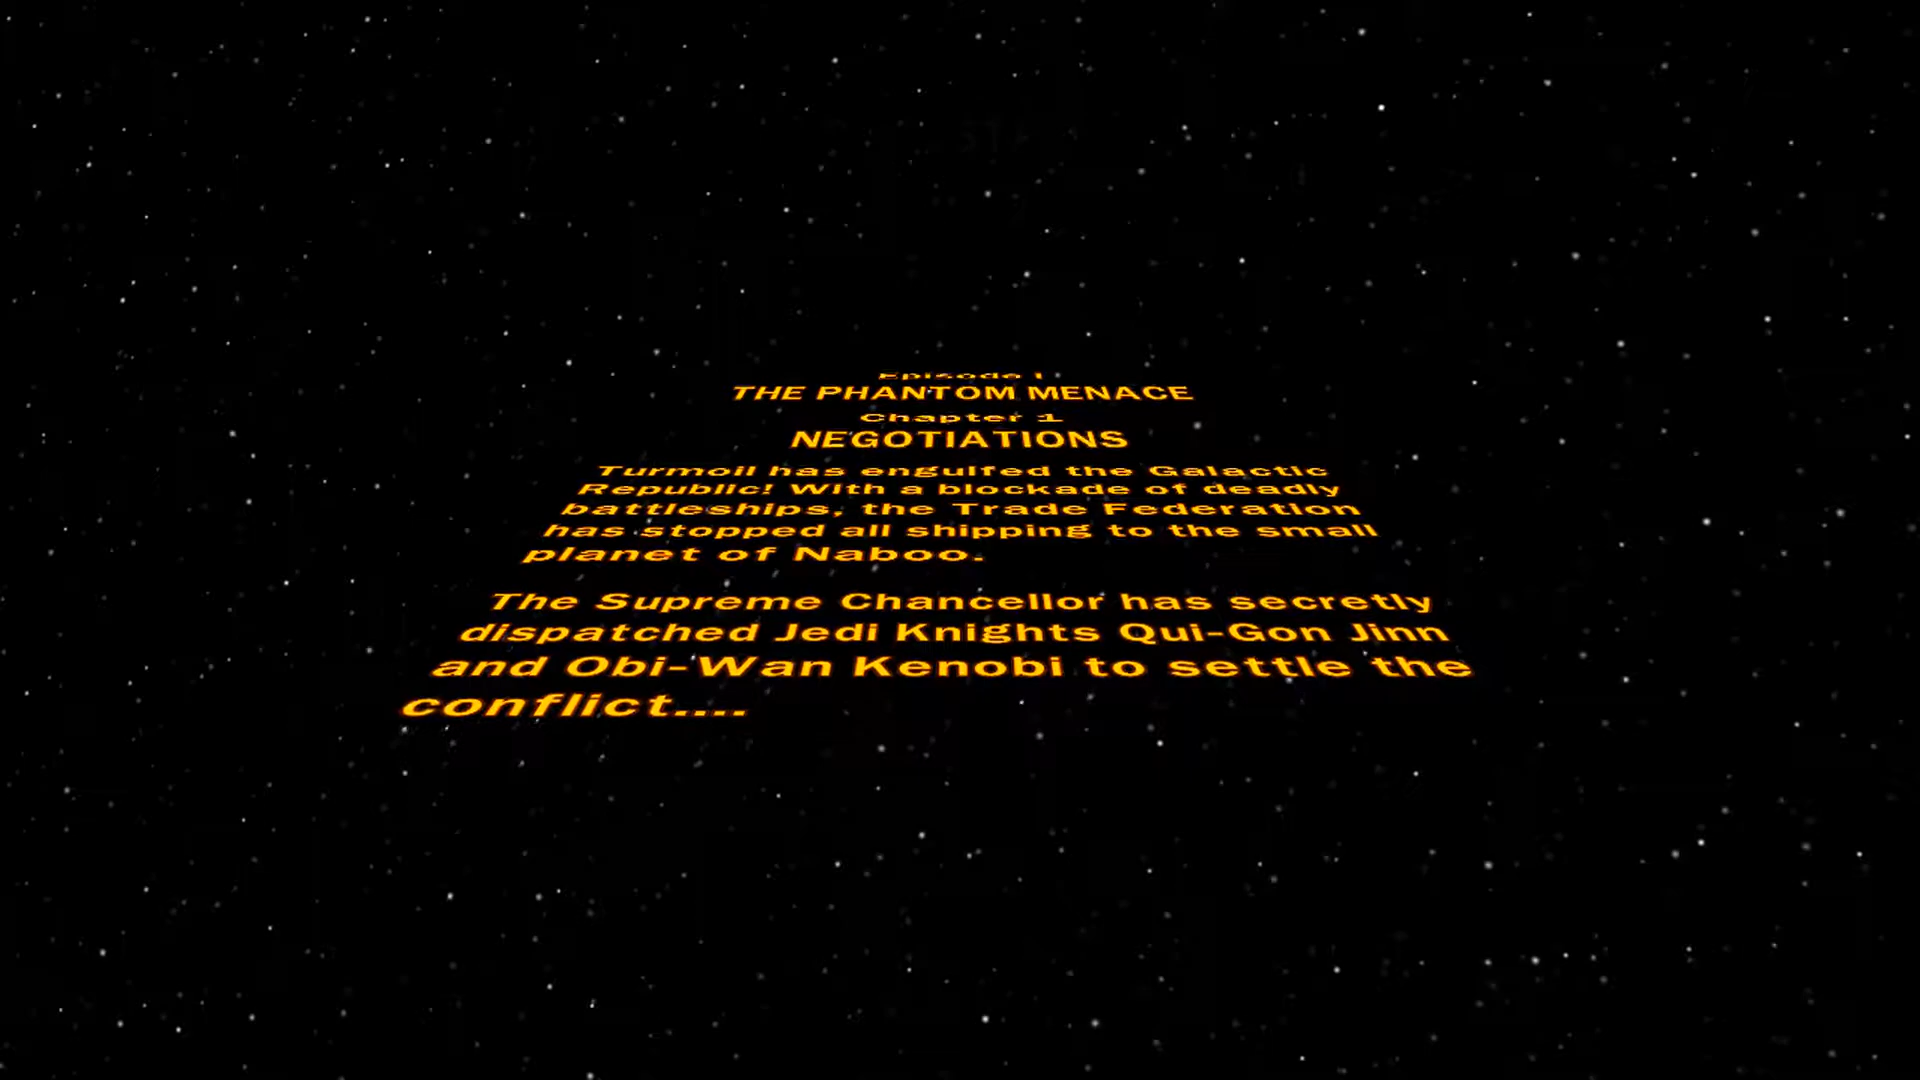 Episode I
THE PHANTOM MENACE
Chapter 1
NEGOTIATIONS
Turmoil has engulfed the Galactic
Republic! With a blockade of deadly
battleships, the Trade Federation
has stopped all shipping to the small
planet of Naboo.
The Supreme Chancellor has secretly
dispatched Jedi Knights Qui-Gon Jinn
and Obi-Wan Kenobi to settle the
conflict....